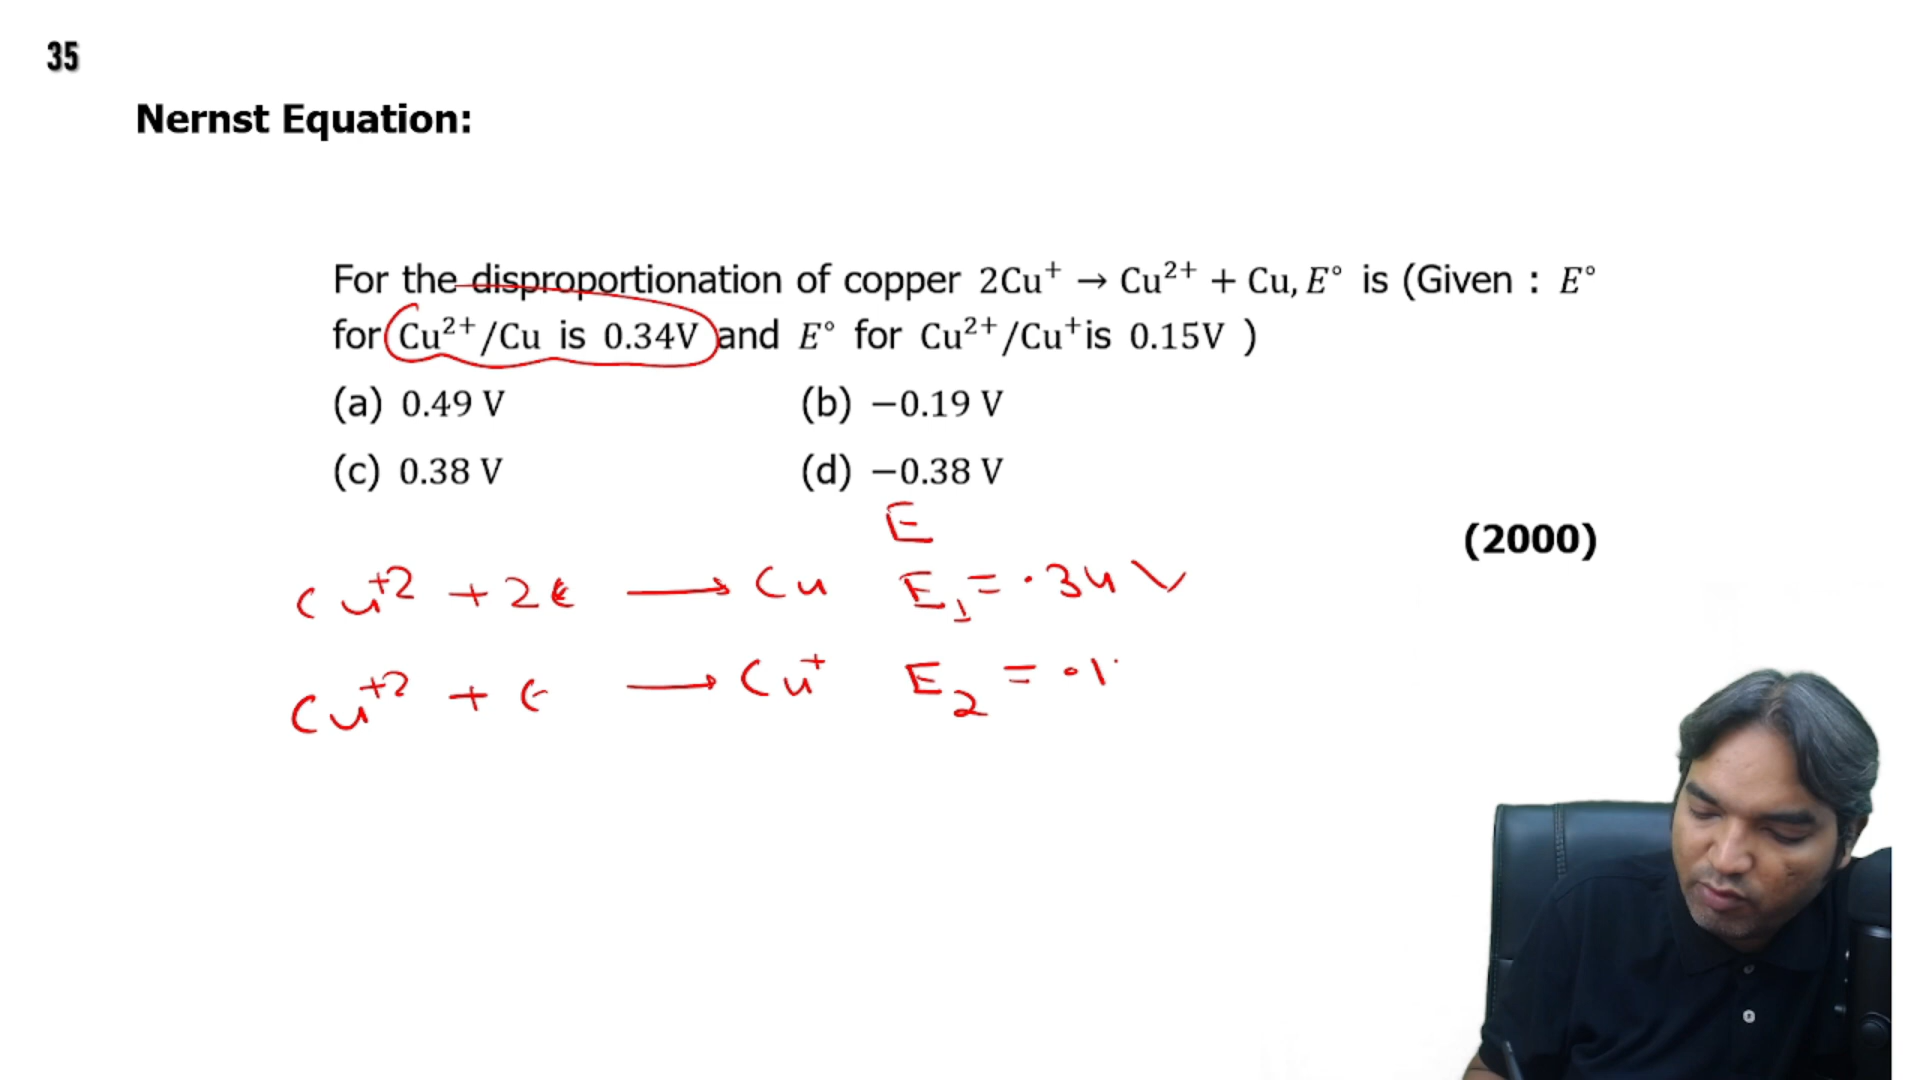 35
Nernst Equation:
For the disproportionation of copper 2Cu⁺ → Cu²⁺ + Cu, E° is (Given : E°
for Cu²⁺/Cu is 0.34V and E° for Cu²⁺/Cu⁺is 0.15V )
(a) 0.49 V (b) −0.19 V
(c) 0.38 V (d) −0.38 V
E
(2000)
Cu⁺² + 2e ⟶ Cu E₁ = .34 V
Cu⁺² + e ⟶ Cu⁺ E₂ = .1